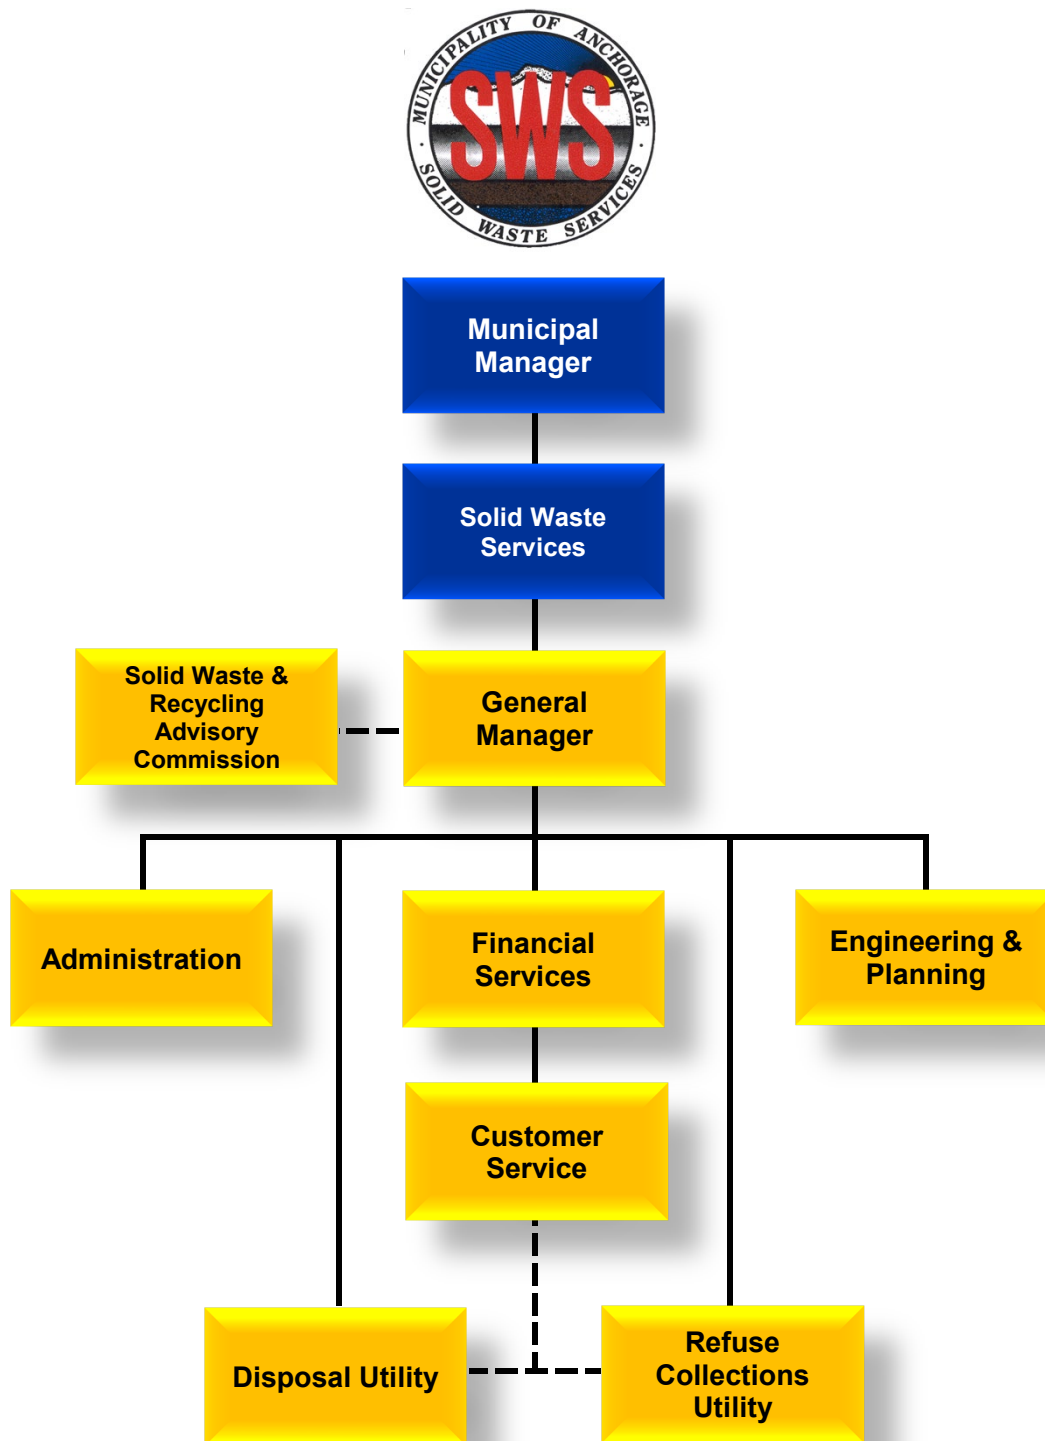 MUNICIPALITY OF ANCHORAGE
SWS
SOLID WASTE SERVICES
Municipal
Manager
Solid Waste
Services
Solid Waste &
Recycling
Advisory
Commission
General
Manager
Administration
Financial
Services
Engineering &
Planning
Customer
Service
Disposal Utility
Refuse
Collections
Utility